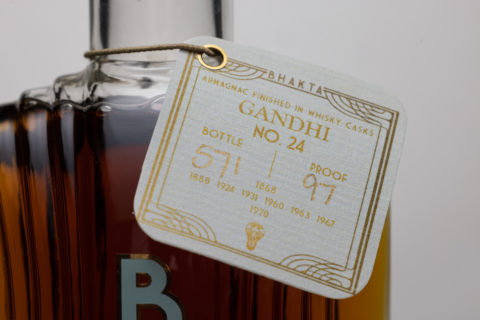 BHAKTA
ARMAGNAC FINISHED IN WHISKY CASKS
GANDHI
NO. 24
BOTTLE
571
PROOF
97
1868
1888 1924 1931 1960 1963 1967
1970
B